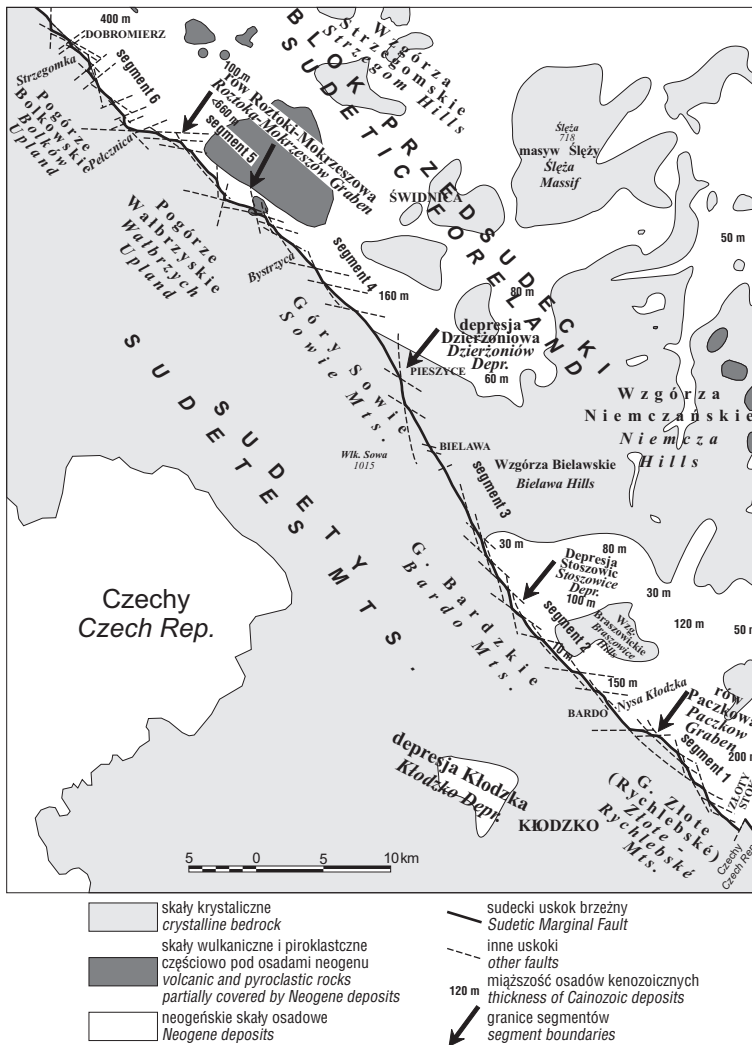 400 m
DOBROMIERZ
Strzegomka
segment 6
Pogórze
Bolkowskie
Bolków
Upland
Pełcznica
100 m
rów Roztoki-Mokrzeszowa
Roztoka-Mokrzeszów Graben
<660 m
segment 5
BLOK PRZEDSUDECKI
SUDETIC FORELAND
Wzgórza
Strzegomskie
Strzegom Hills
Ślęża
718
masyw Ślęży
Ślęża
Massif
ŚWIDNICA
50 m
Pogórze
Wałbrzyskie
Wałbrzych
Upland
Bystrzyca
segment 4
160 m
80 m
depresja
Dzierżoniowa
Dzierżoniów
Depr.
60 m
PIESZYCE
Góry Sowie
Sowie Mts.
Wlk. Sowa
1015
BIELAWA
Wzgórza Bielawskie
Bielawa Hills
Wzgórza
Niemczańskie
Niemcza
Hills
segment 3
SUDETY
SUDETES MTS.
Czechy
Czech Rep.
G. Bardzkie
Bardo Mts.
30 m
80 m
Depresja
Stoszowic
Stoszowice
Depr.
100 m
30 m
120 m
50 m
Wzg.
Braszowickie
Braszowice
Hills
segment 2
10 m
150 m
BARDO
Nysa Kłodzka
rów
Paczkowa
Paczków
Graben
segment 1
200 m
ZŁOTY
STOK
depresja Kłodzka
Kłodzko Depr.
KŁODZKO
G. Złote
(Rychlebské)
Złote -
Rychlebské
Mts.
Czechy
Czech Rep.
5 0 5 10 km
skały krystaliczne
crystalline bedrock
skały wulkaniczne i piroklastczne
częściowo pod osadami neogenu
volcanic and pyroclastic rocks
partially covered by Neogene deposits
neogeńskie skały osadowe
Neogene deposits
sudecki uskok brzeżny
Sudetic Marginal Fault
inne uskoki
other faults
120 m
miąższość osadów kenozoicznych
thickness of Cainozoic deposits
granice segmentów
segment boundaries